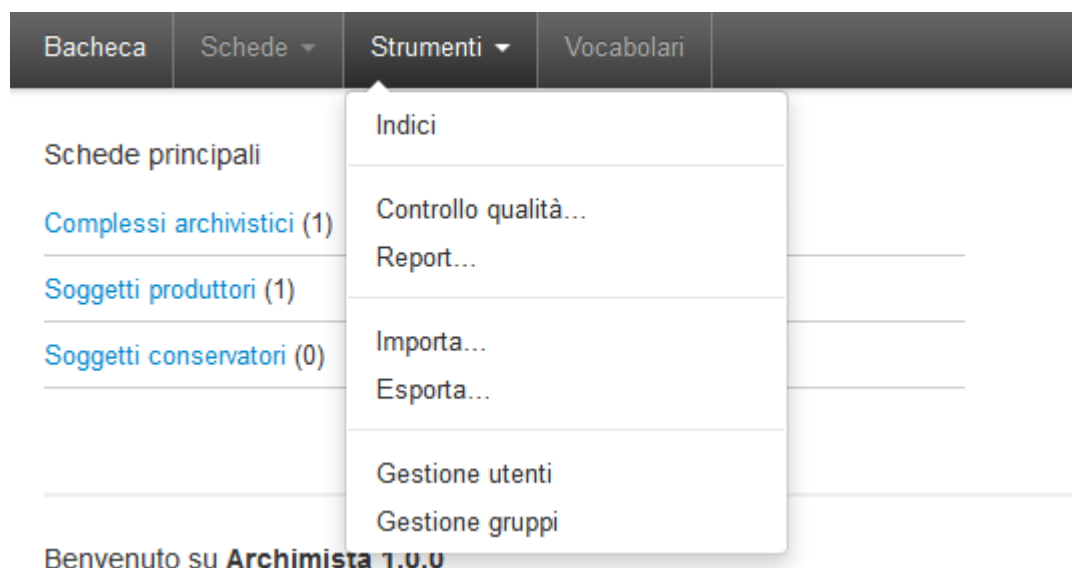 Bacheca Schede Strumenti Vocabolari
Indici
Schede principali
Controllo qualità...
Complessi archivistici (1)
Report...
Soggetti produttori (1)
Importa...
Soggetti conservatori (0)
Esporta...
Gestione utenti
Gestione gruppi
Benvenuto su Archimista 1.0.0